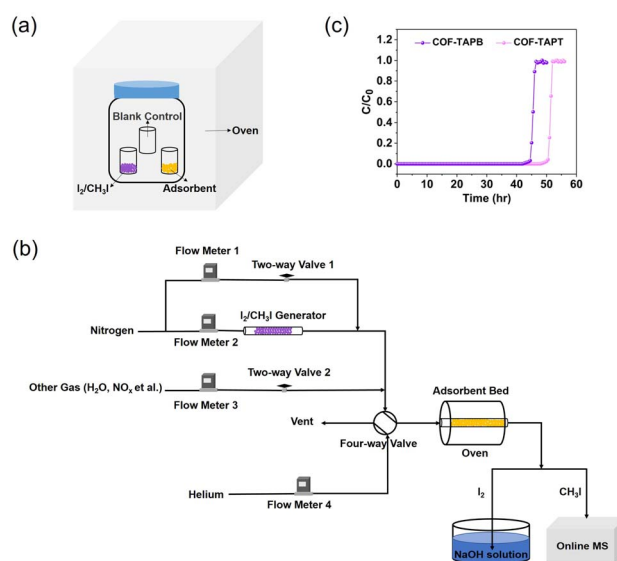 (a)
Blank Control
Oven
I₂/CH₃I
Adsorbent
(c)
COF-TAPB
COF-TAPT
C/C₀
1.0
0.8
0.6
0.4
0.2
0.0
0 10 20 30 40 50 60
Time (hr)
(b)
Flow Meter 1
Two-way Valve 1
I₂/CH₃I Generator
Nitrogen
Flow Meter 2
Two-way Valve 2
Other Gas (H₂O, NOₓ et al.)
Flow Meter 3
Adsorbent Bed
Vent
Four-way Valve
Oven
Helium
Flow Meter 4
I₂
CH₃I
NaOH solution
Online MS